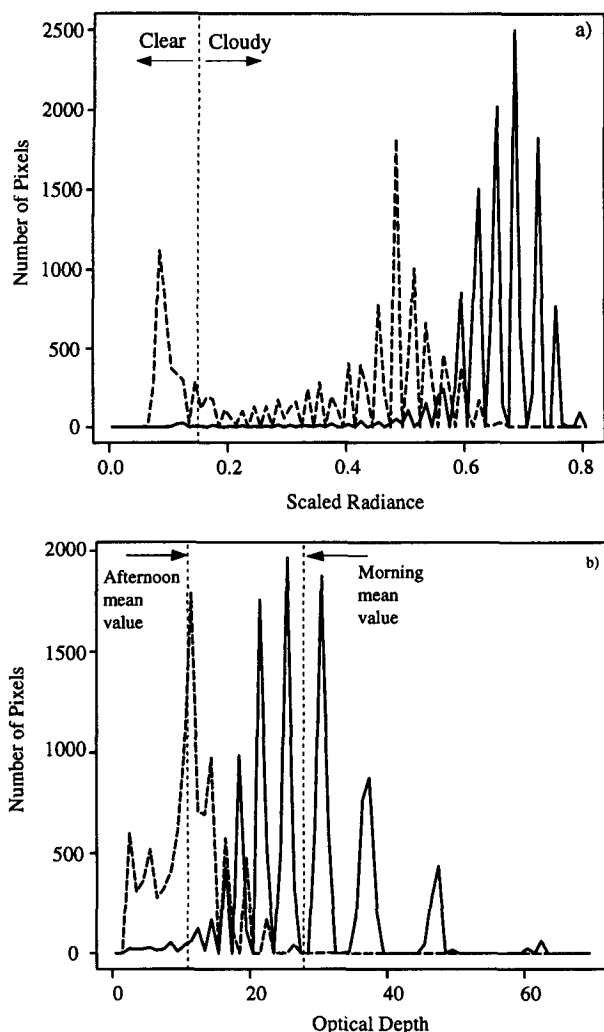 a)
Clear Cloudy
2500
2000
1500
1000
500
0
Number of Pixels
0.0 0.2 0.4 0.6 0.8
Scaled Radiance
b)
Afternoon
mean
value
Morning
mean
value
2000
1500
1000
500
0
Number of Pixels
0 20 40 60
Optical Depth